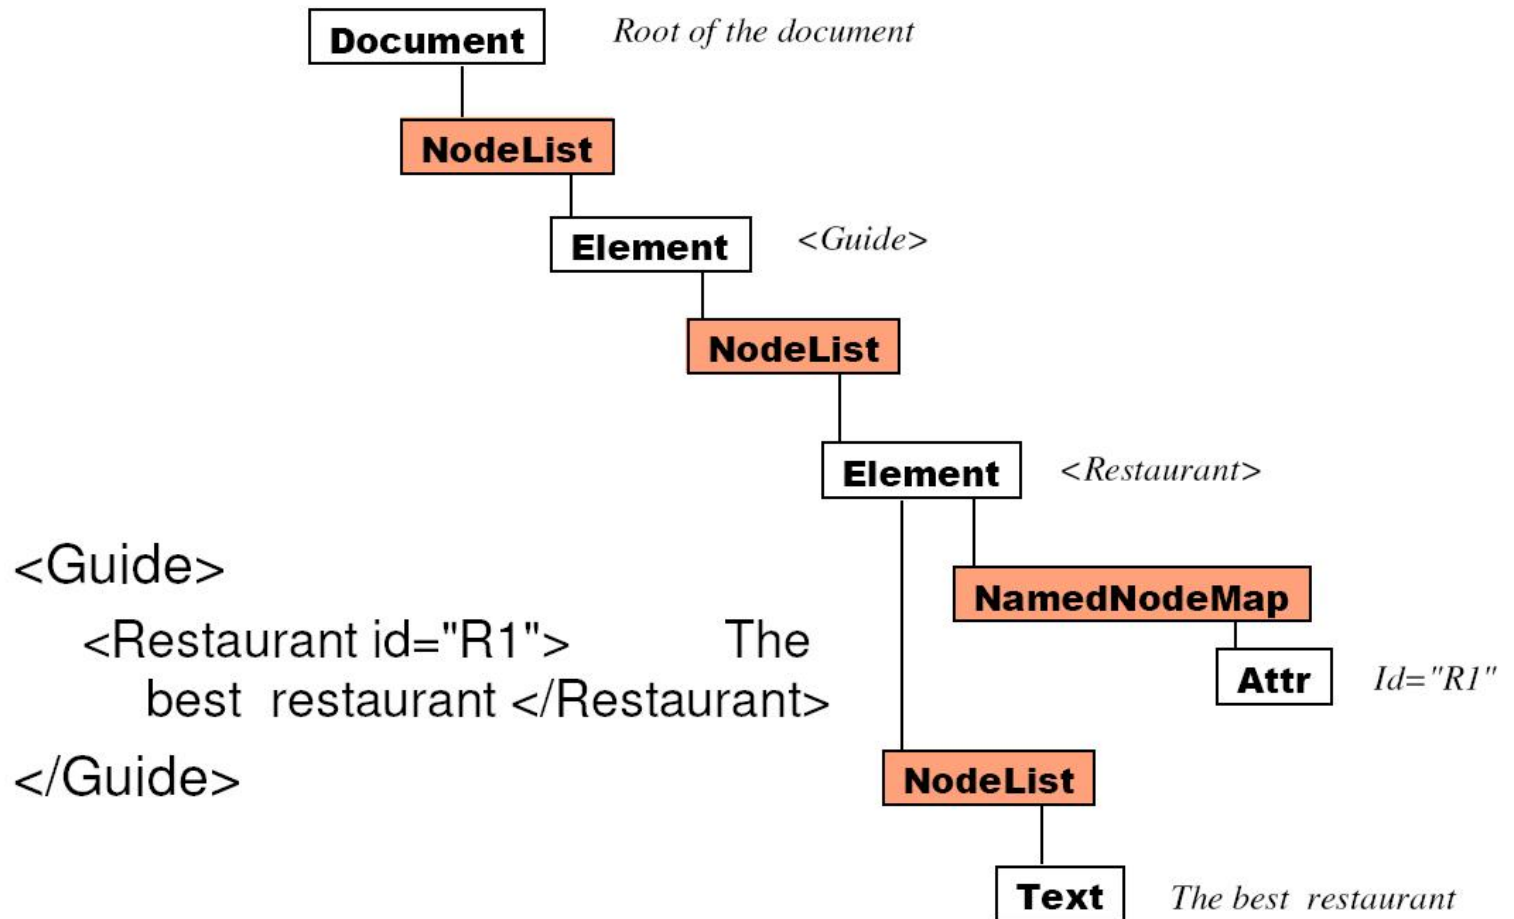 Document
Root of the document
NodeList
Element
<Guide>
NodeList
Element
<Restaurant>
<Guide>
NamedNodeMap
<Restaurant id="R1"> The
Attr
Id="R1"
best restaurant </Restaurant>
</Guide>
NodeList
Text
The best restaurant